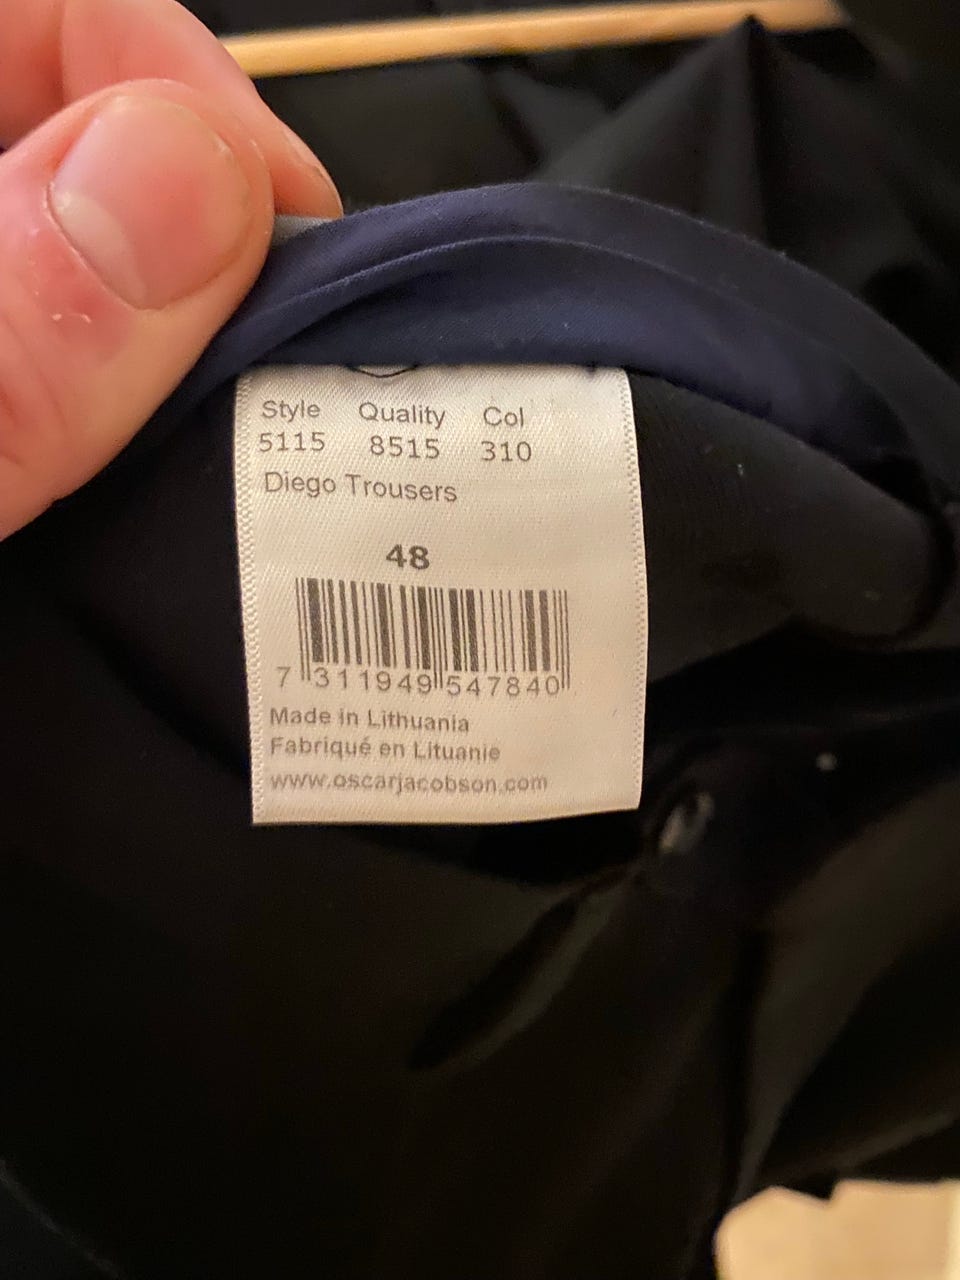 Style Quality Col
5115 8515 310
Diego Trousers
48
7 311949 547840
Made in Lithuania
Fabriqué en Lituanie
www.oscarjacobson.com